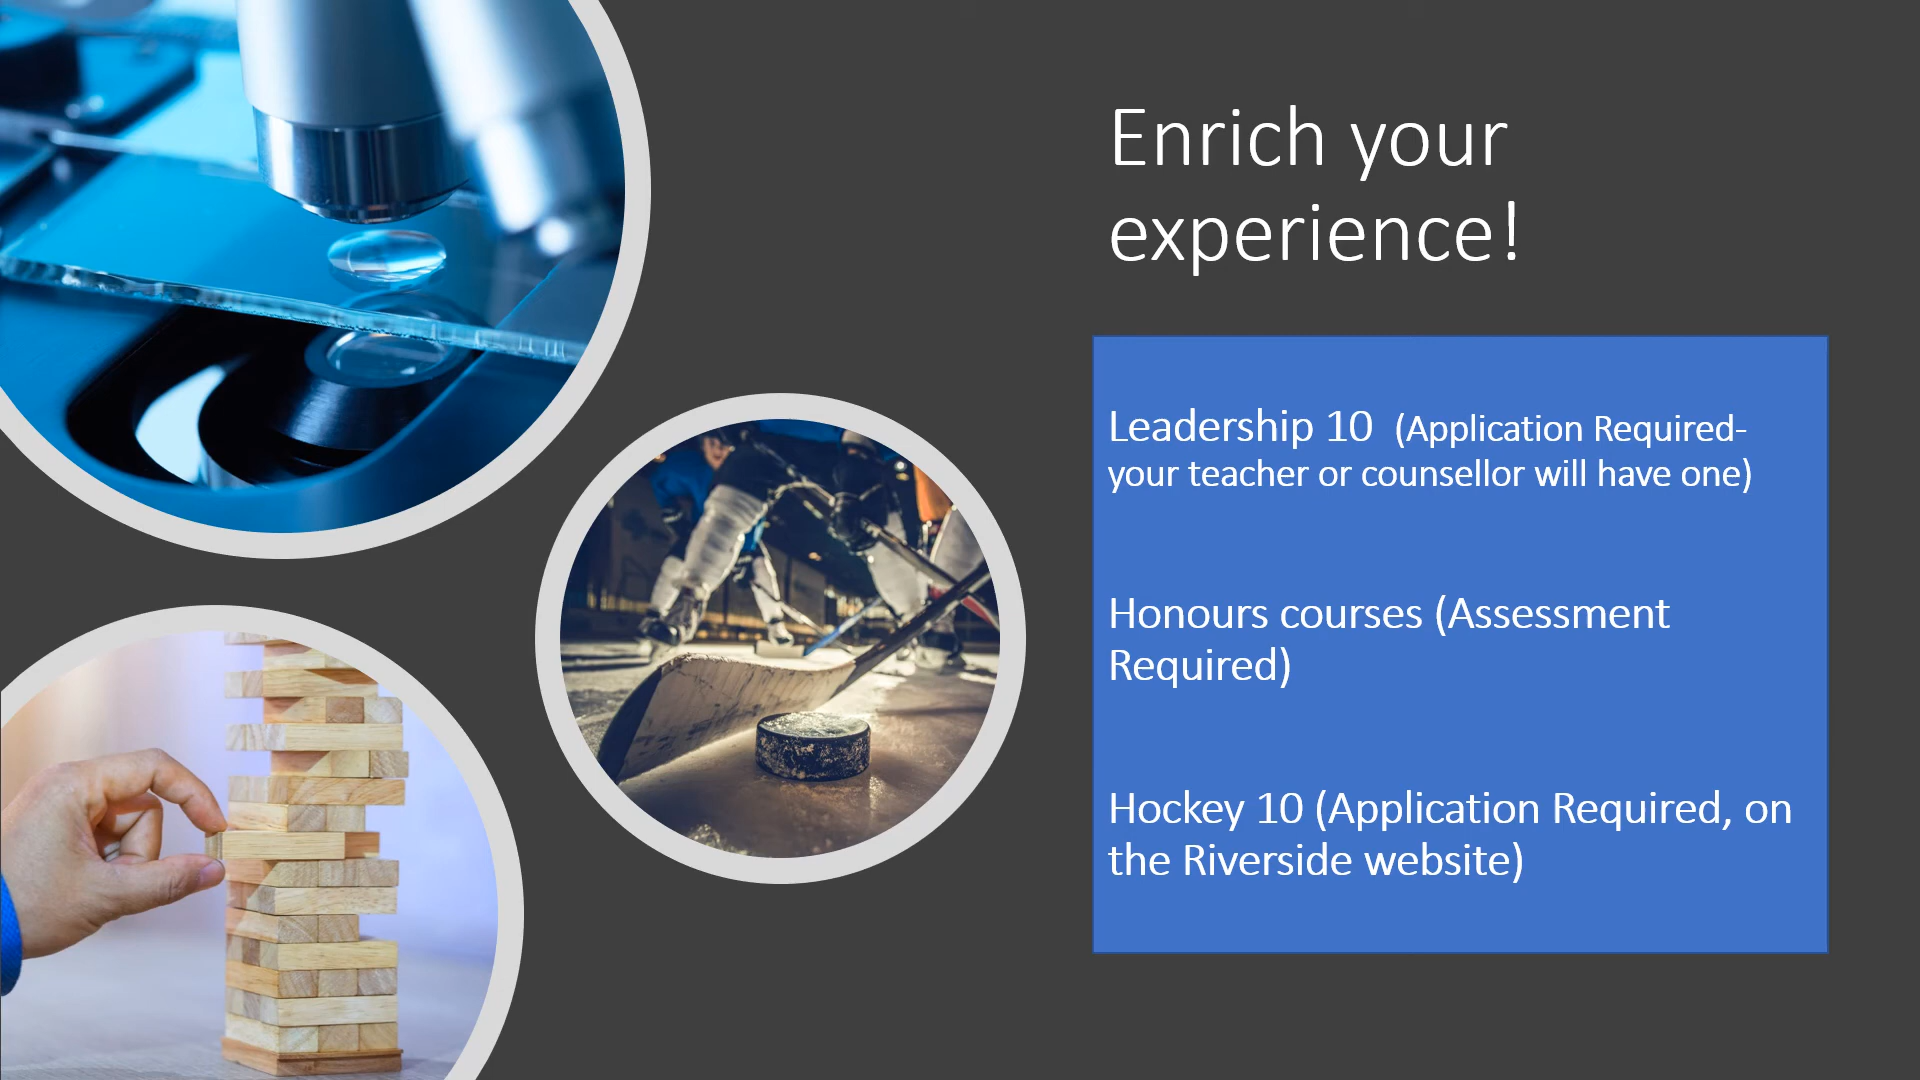 Enrich your
experience!
Leadership 10  (Application Required-
your teacher or counsellor will have one)
Honours courses (Assessment
Required)
Hockey 10 (Application Required, on
the Riverside website)